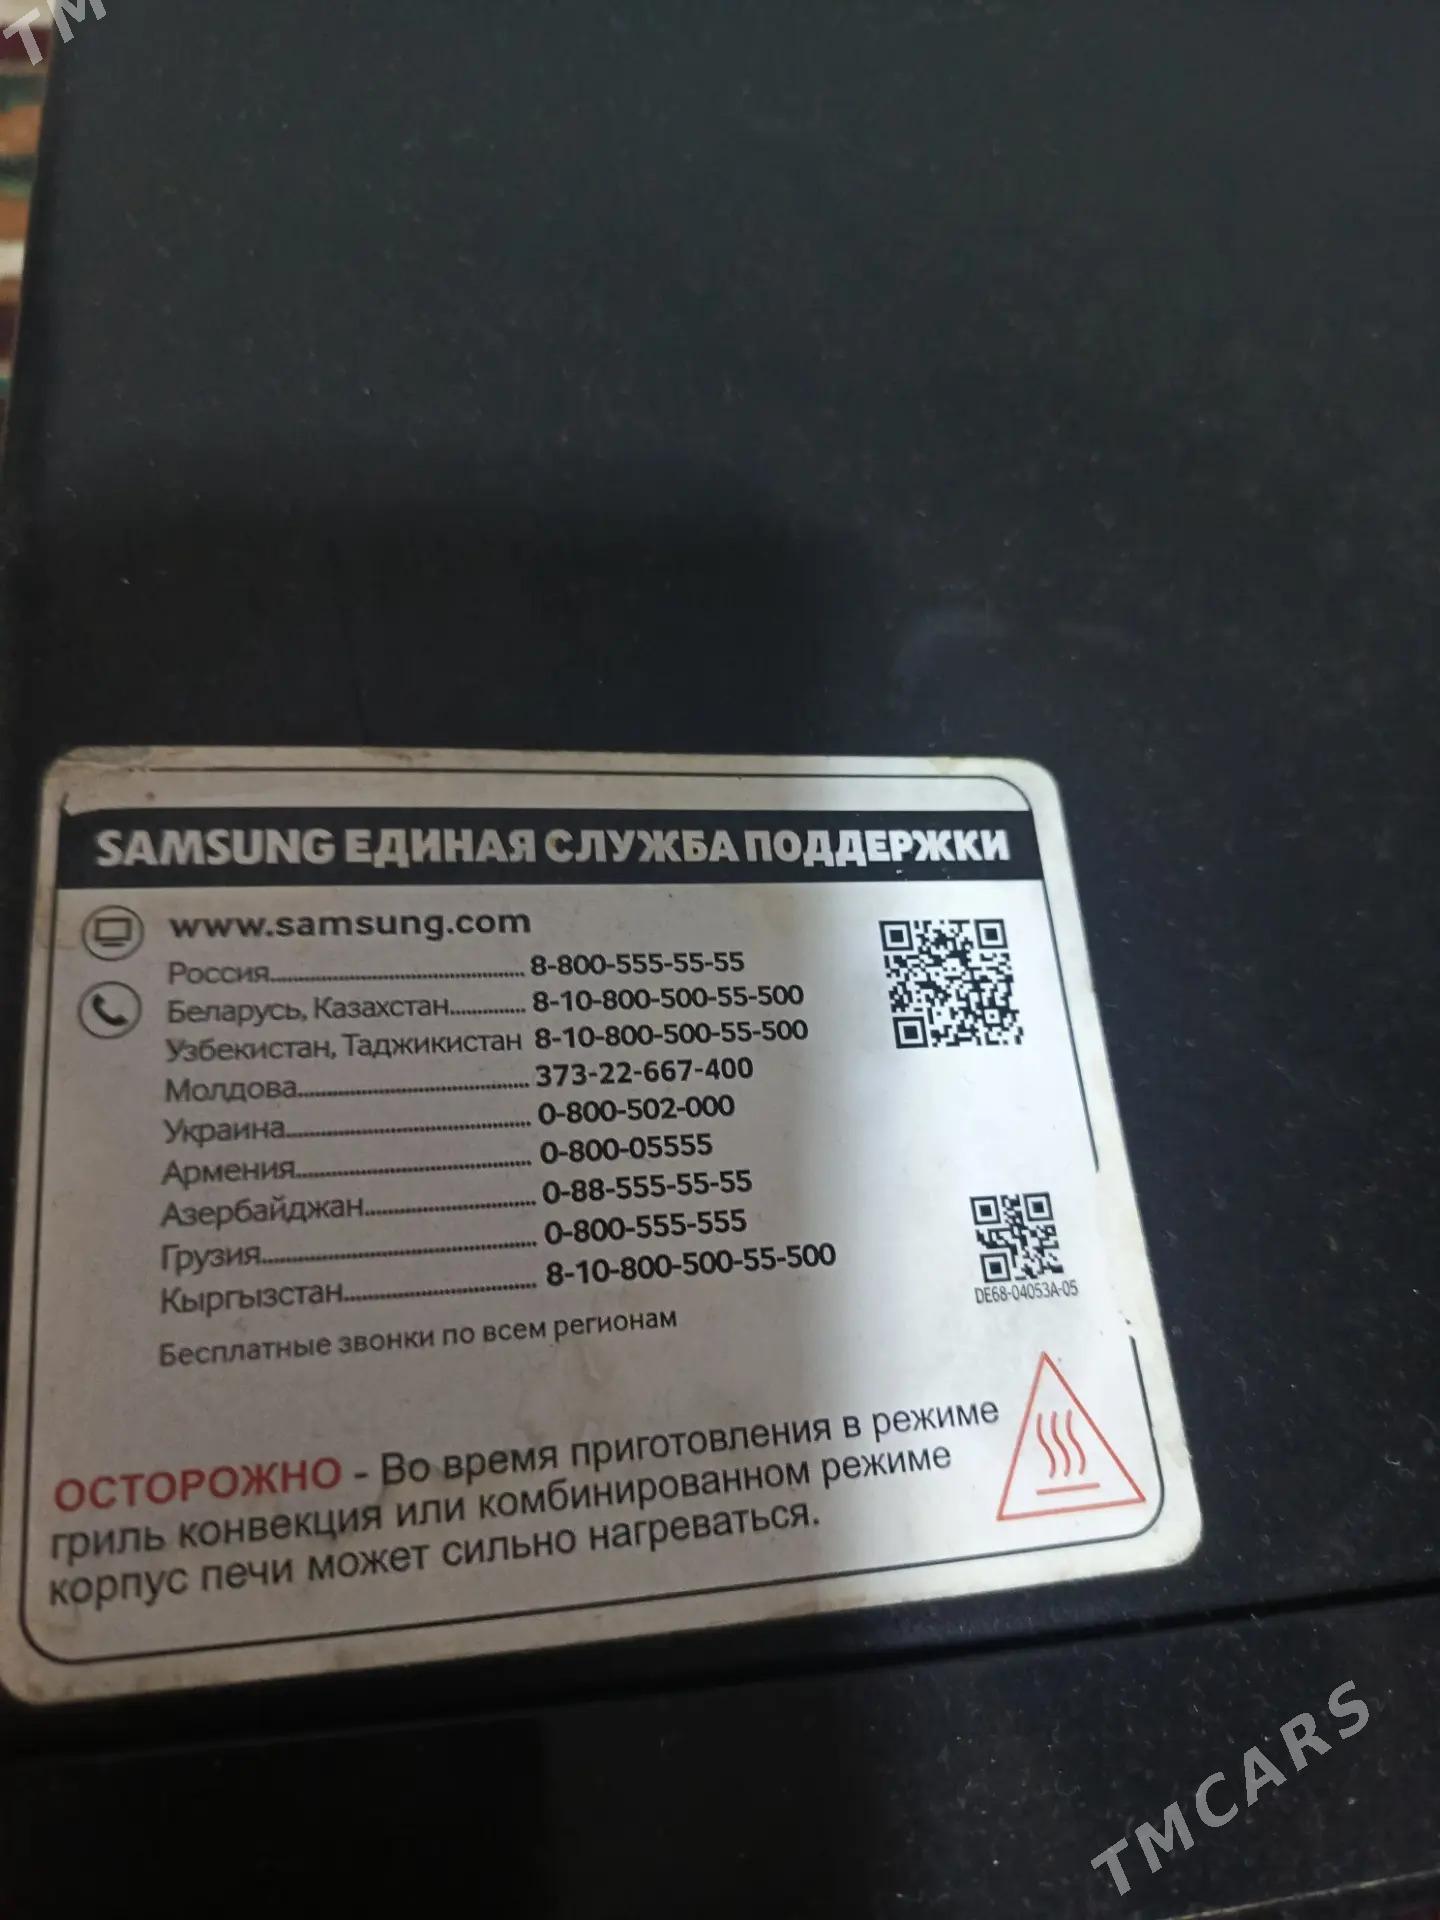 TM
SAMSUNG ЕДИНАЯ СЛУЖБА ПОДДЕРЖКИ
www.samsung.com
Россия 8-800-555-55-55
Беларусь, Казахстан 8-10-800-500-55-500
Узбекистан, Таджикистан 8-10-800-500-55-500
Молдова 373-22-667-400
Украина 0-800-502-000
Армения 0-800-05555
Азербайджан 0-88-555-55-55
Грузия 0-800-555-555
Кыргызстан 8-10-800-500-55-500
Бесплатные звонки по всем регионам
DE68-04053A-05
ОСТОРОЖНО - Во время приготовления в режиме
гриль конвекция или комбинированном режиме
корпус печи может сильно нагреваться.
TMCARS